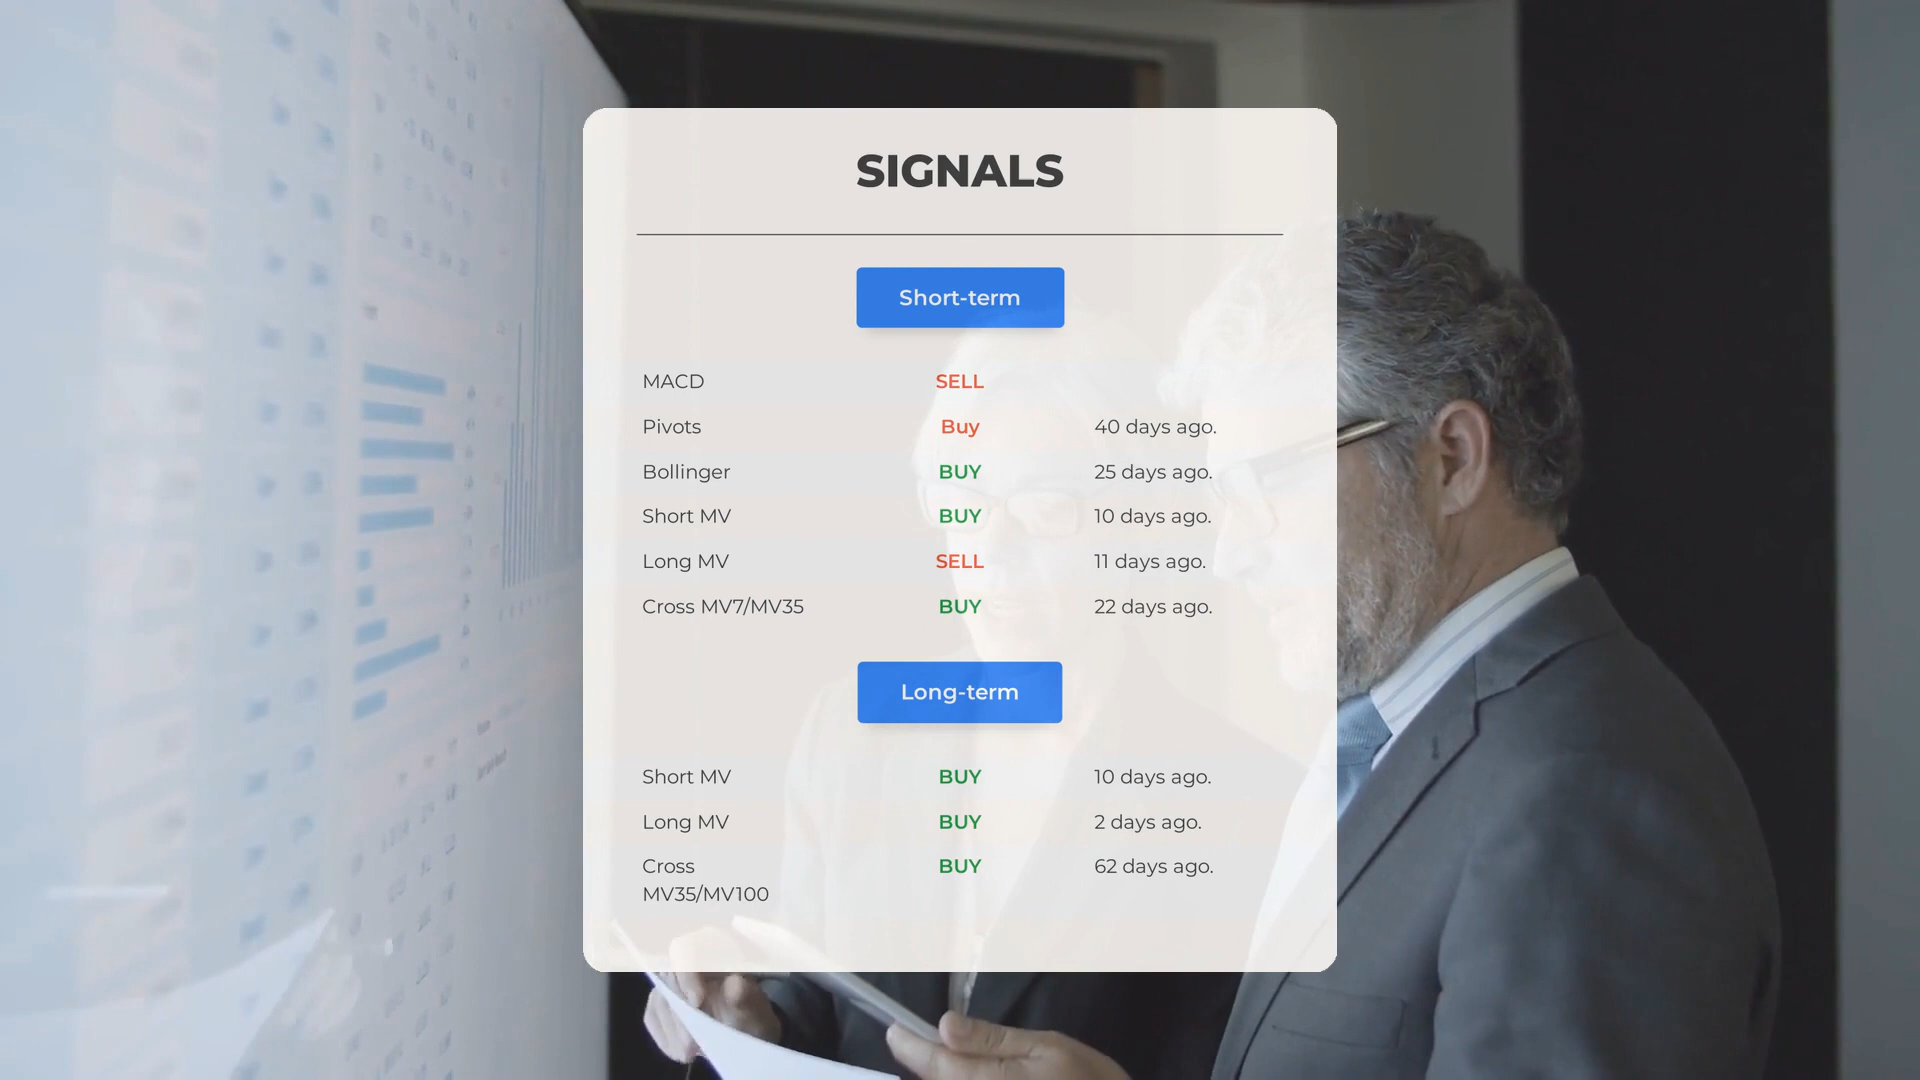 SIGNALS
Short-term
MACD SELL
Pivots Buy 40 days ago.
Bollinger BUY 25 days ago.
Short MV BUY 10 days ago.
Long MV SELL 11 days ago.
Cross MV7/MV35 BUY 22 days ago.
Long-term
Short MV BUY 10 days ago.
Long MV BUY 2 days ago.
Cross BUY 62 days ago.
MV35/MV100